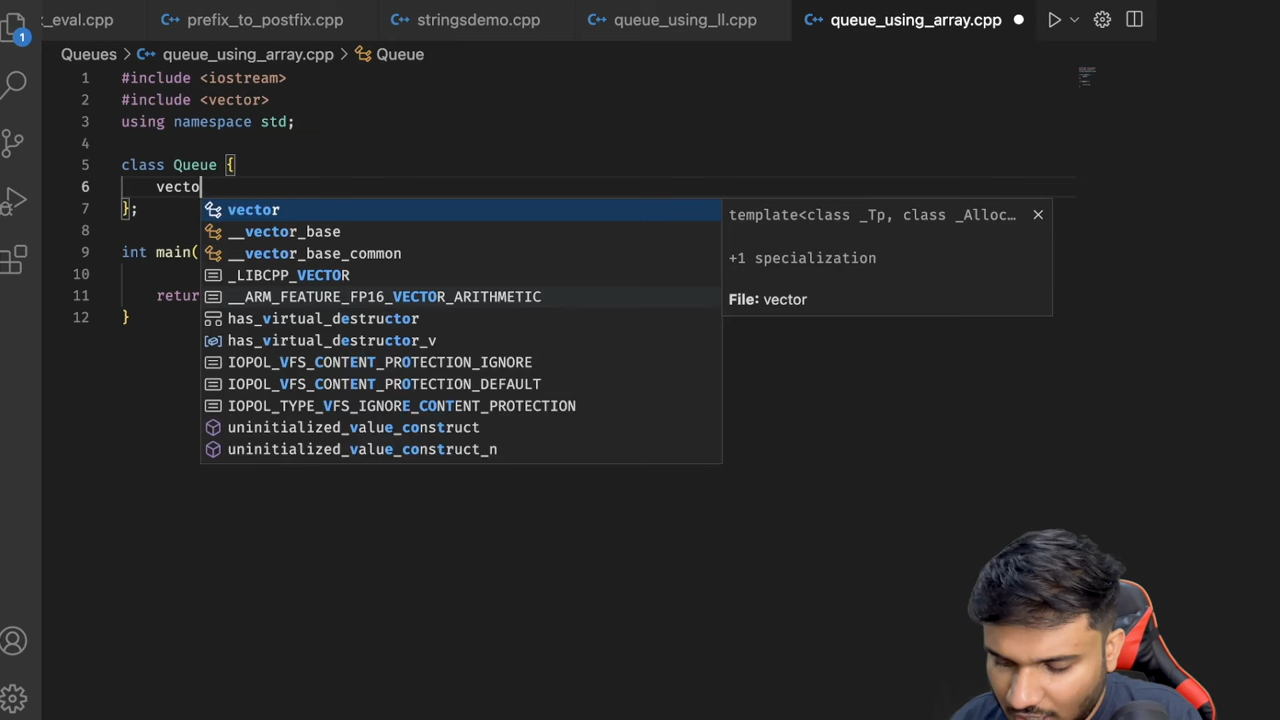 t_eval.cpp
prefix_to_postfix.cpp
stringsdemo.cpp
queue_using_ll.cpp
queue_using_array.cpp
1
Queues > queue_using_array.cpp > Queue
1 #include <iostream>
2 #include <vector>
3 using namespace std;
4
5 class Queue {
6 vecto
7 };
8
9 int main(
10
11 retur
12 }
vector
__vector_base
__vector_base_common
_LIBCPP_VECTOR
__ARM_FEATURE_FP16_VECTOR_ARITHMETIC
has_virtual_destructor
has_virtual_destructor_v
IOPOL_VFS_CONTENT_PROTECTION_IGNORE
IOPOL_VFS_CONTENT_PROTECTION_DEFAULT
IOPOL_TYPE_VFS_IGNORE_CONTENT_PROTECTION
uninitialized_value_construct
uninitialized_value_construct_n
template<class _Tp, class _Alloc…
+1 specialization
File: vector